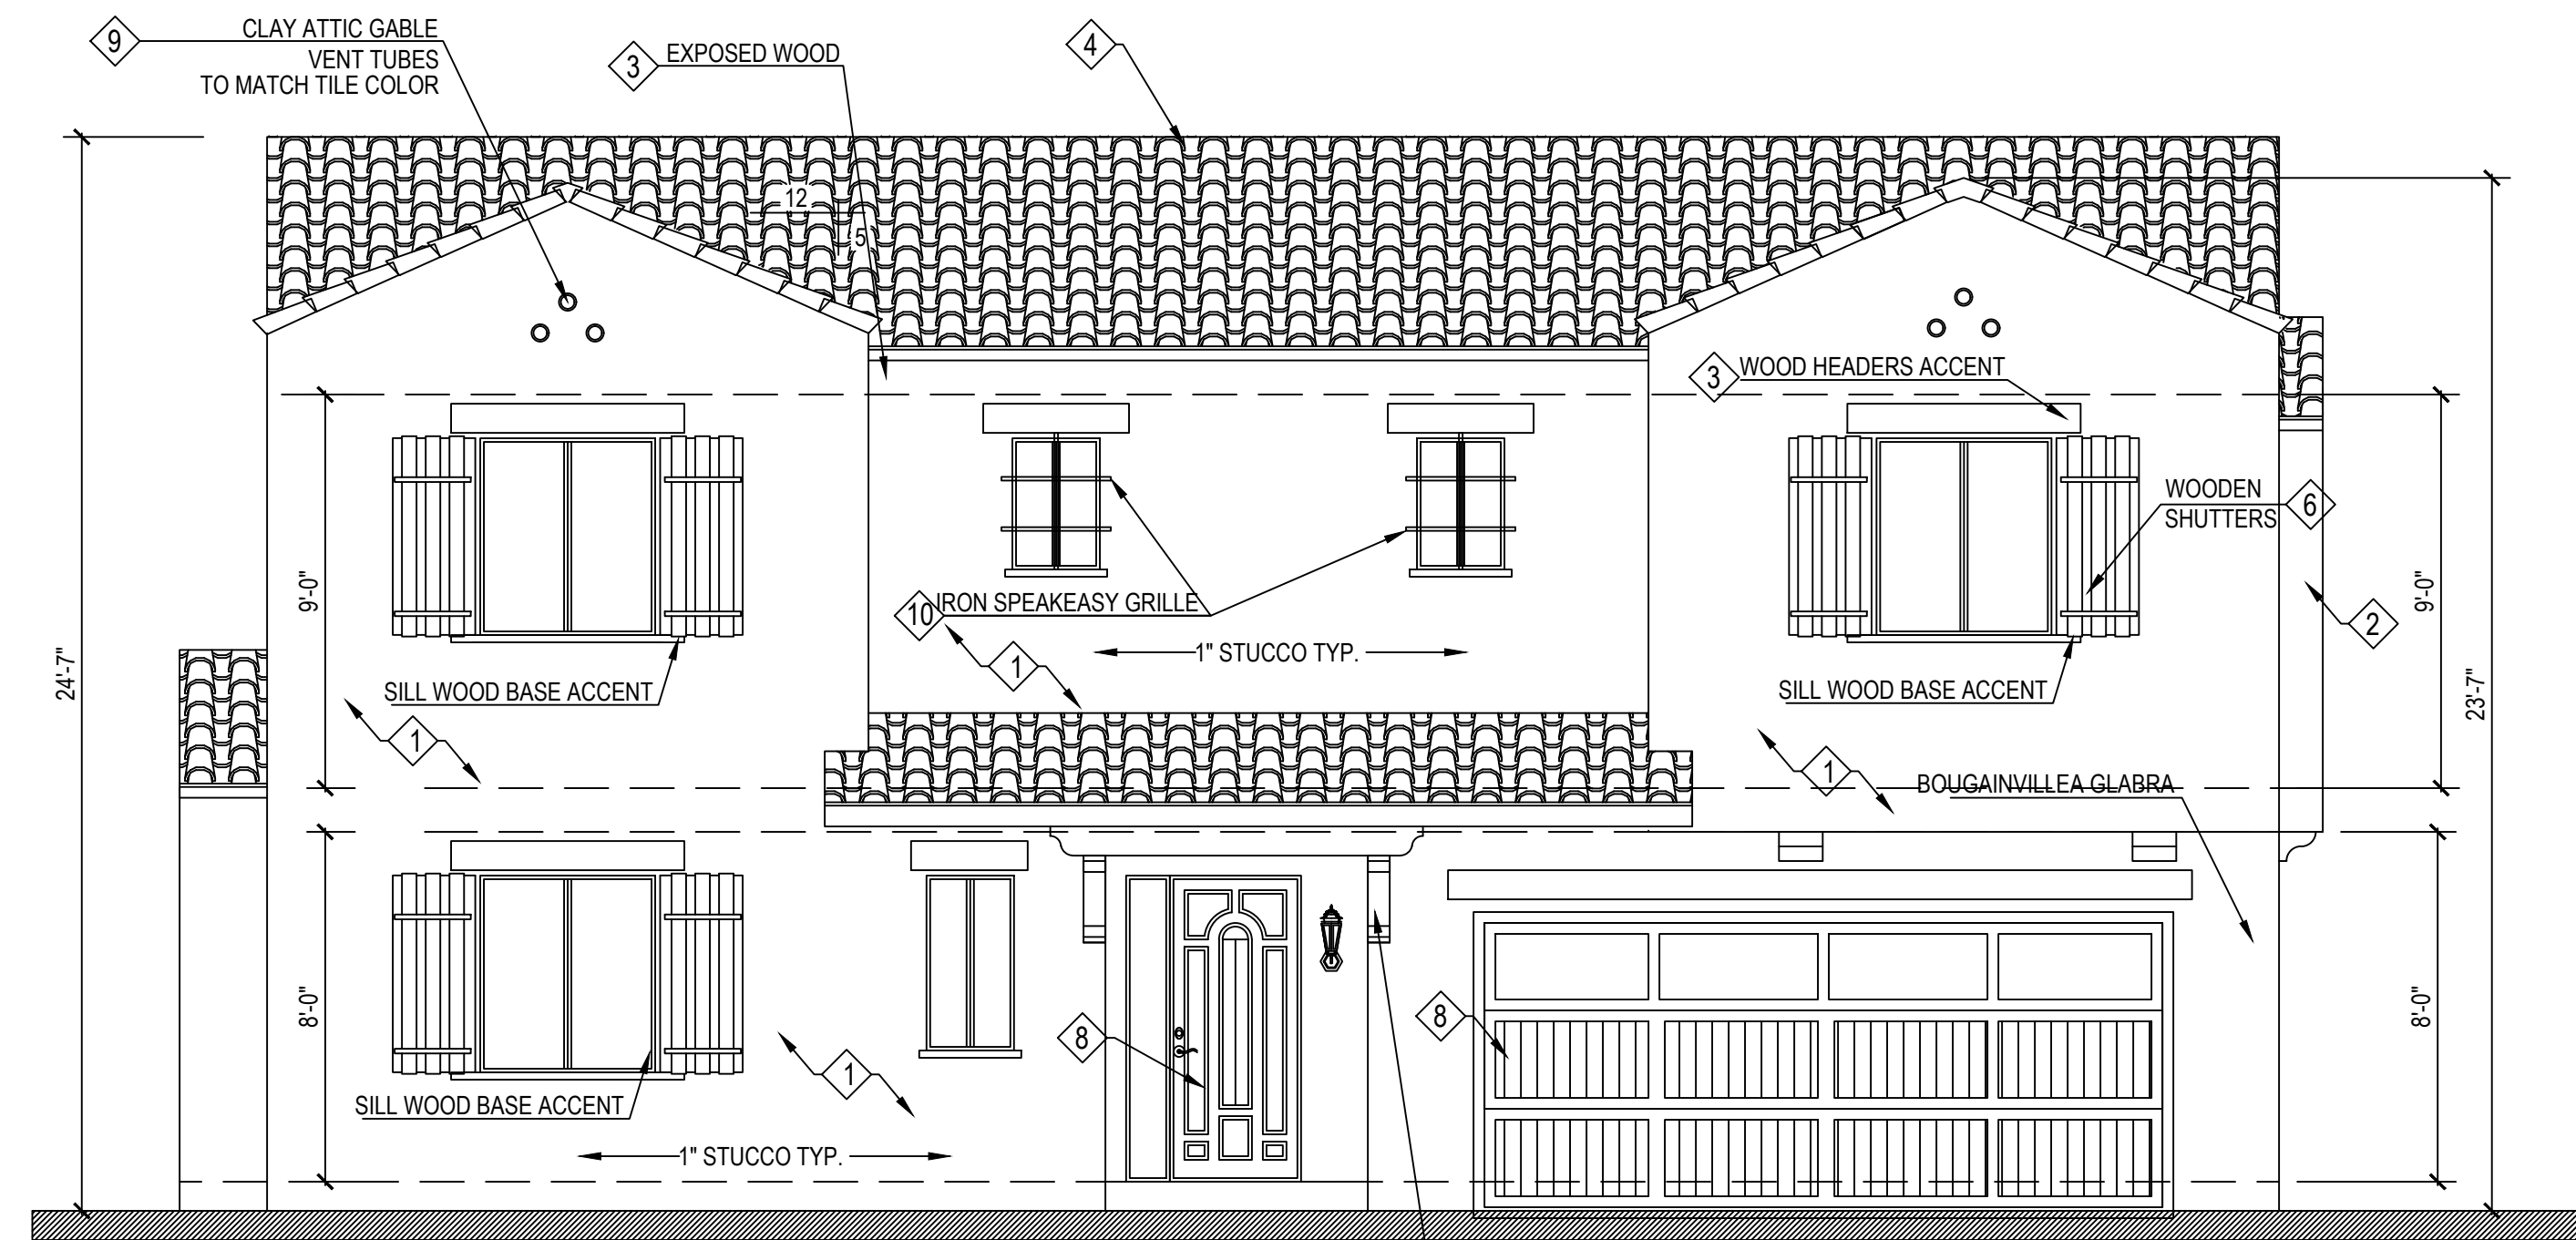 9
CLAY ATTIC GABLE
VENT TUBES
TO MATCH TILE COLOR
3
EXPOSED WOOD
4
12
5
3
WOOD HEADERS ACCENT
WOODEN
SHUTTERS
6
9'-0"
9'-0"
10
IRON SPEAKEASY GRILLE
2
1
1" STUCCO TYP.
24'-7"
23'-7"
SILL WOOD BASE ACCENT
SILL WOOD BASE ACCENT
1
1
BOUGAINVILLEA GLABRA
8'-0"
8'-0"
8
8
1
SILL WOOD BASE ACCENT
1" STUCCO TYP.